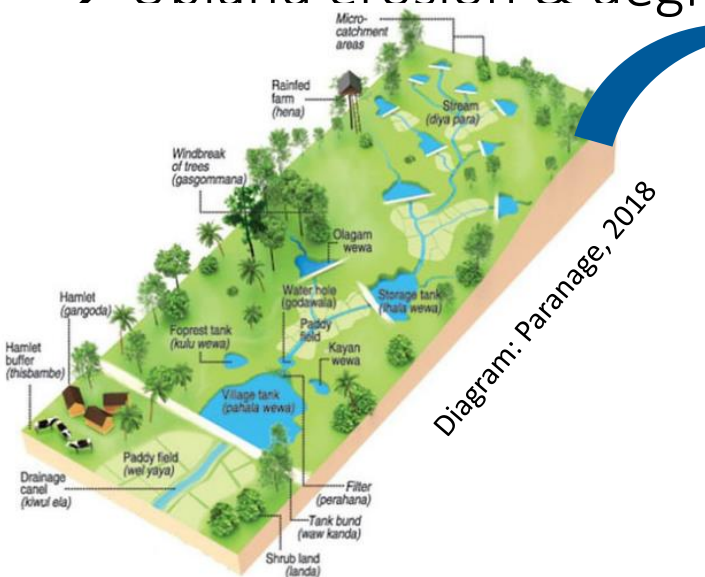 Upland erosion & degr
Micro-
catchment
areas
Rainfed
farm
(hena)
Stream
(diya para)
Windbreak
of trees
(gasgommana)
Olagam
wewa
Hamlet
(gangoda)
Water hole
(godawala)
Storage tank
(ihala wewa)
Foprest tank
(kulu wewa)
Paddy
field
Hamlet
buffer
(thisbambe)
Kayan
wewa
Village tank
(pahala wewa)
Paddy field
(wel yaya)
Drainage
canel
(kiwul ela)
Filter
(perahana)
Tank bund
(waw kanda)
Shrub land
(landa)
Diagram: Paranage, 2018